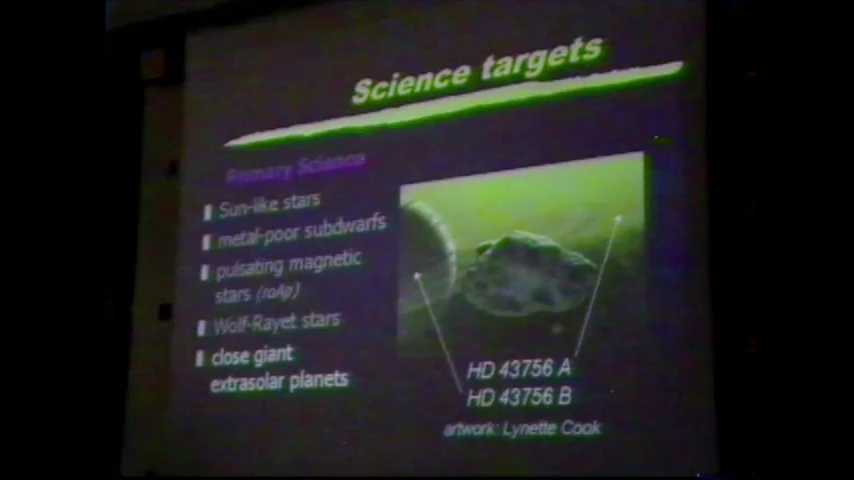 Science targets
Primary Science
Sun-like stars
metal-poor subdwarfs
pulsating magnetic
stars (roAp)
Wolf-Rayet stars
close giant
extrasolar planets
HD 43756 A
HD 43756 B
artwork: Lynette Cook